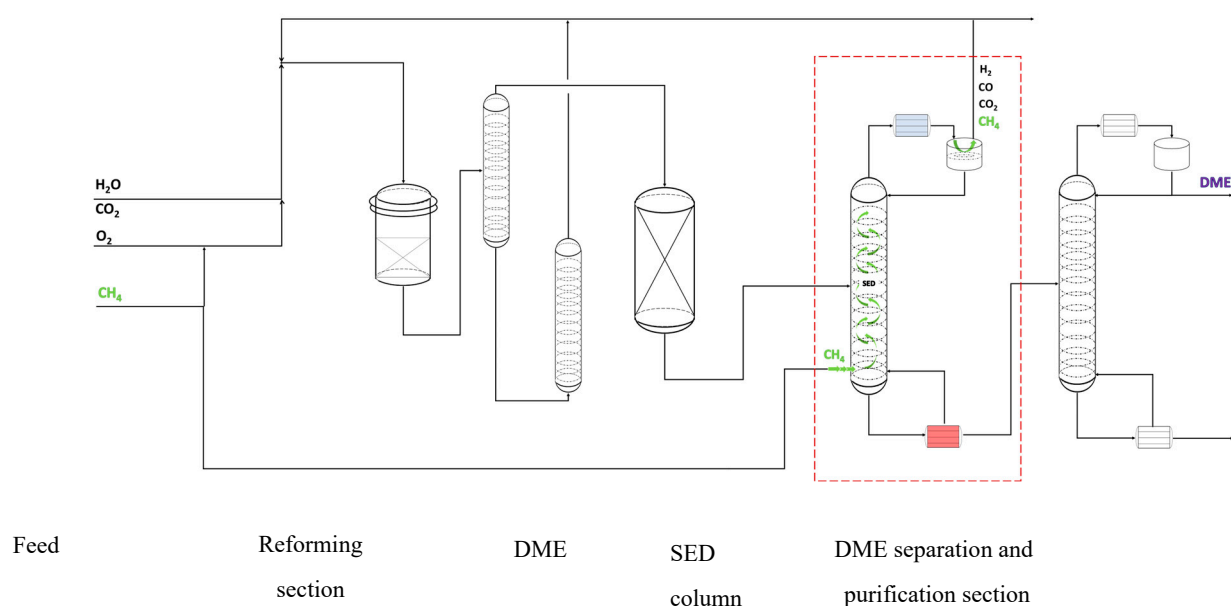 H₂
CO
CO₂
CH₄
H₂O
CO₂
O₂
CH₄
DME
SED
CH₄
Feed
Reforming
section
DME
SED
column
DME separation and
purification section